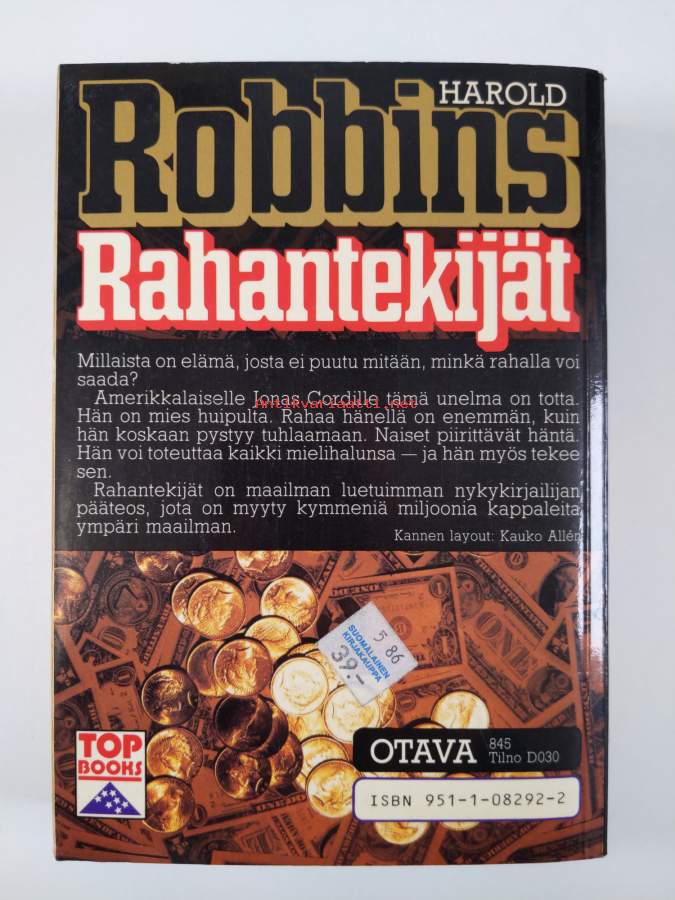 HAROLD
Robbins
Rahantekijät
Millaista on elämä, josta ei puutu mitään, minkä rahalla voi
saada?
Amerikkalaiselle Jonas Cordille tämä unelma on totta.
antikvariaatti.net
Hän on mies huipulta. Rahaa hänellä on enemmän, kuin
hän koskaan pystyy tuhlaamaan. Naiset piirittävät häntä.
Hän voi toteuttaa kaikki mielihalunsa — ja hän myös tekee
sen.
Rahantekijät on maailman luetuimman nykykirjailijan
pääteos, jota on myyty kymmeniä miljoonia kappaleita
ympäri maailman.
Kannen layout: Kauko Allén
5 86
SUOMALAINEN
KIRJAKAUPPA
39.-
TOP
BOOKS
OTAVA
845
Tilno D030
ISBN 951-1-08292-2